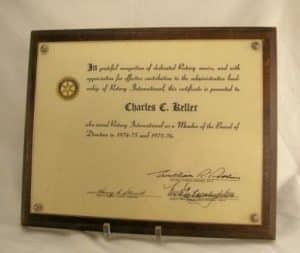 In grateful recognition of dedicated Rotary service, and with
appreciation for effective contribution to the administrative lead-
ership of Rotary International, this certificate is presented to
Charles C. Keller
who served Rotary International as a Member of the Board of
Directors in 1974-75 and 1975-76.